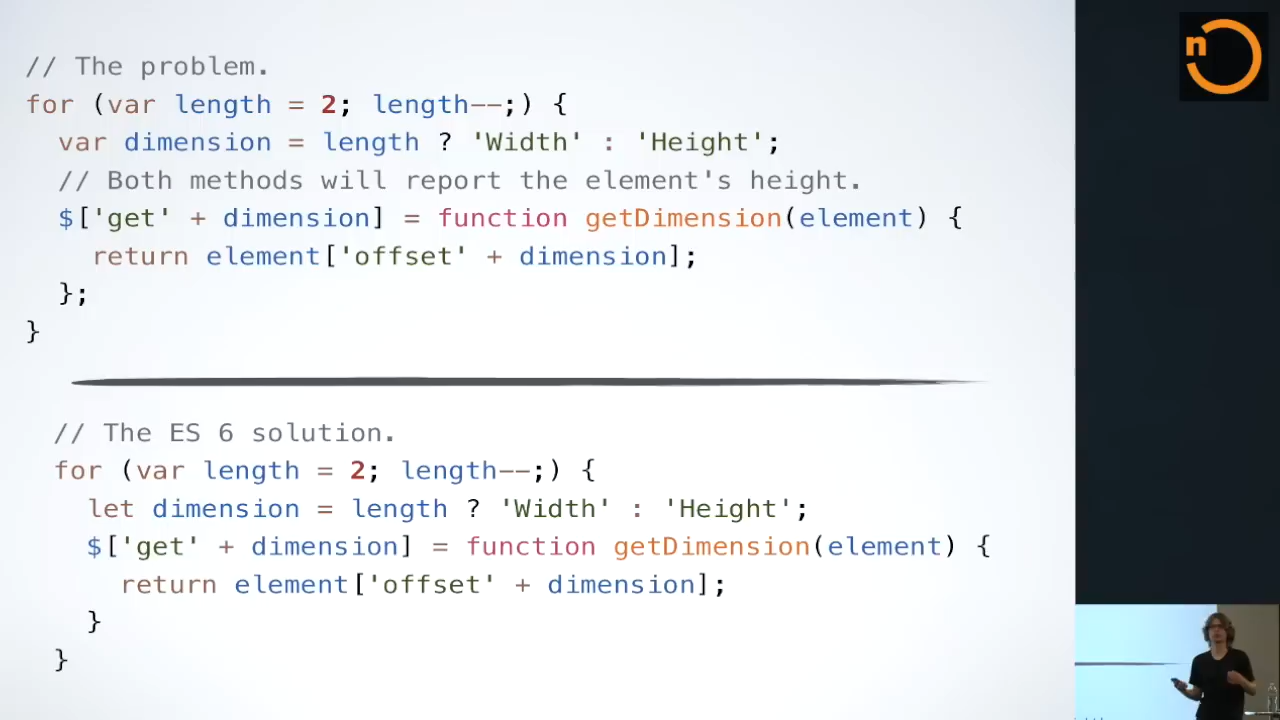 // The problem.
for (var length = 2; length--;) {
  var dimension = length ? 'Width' : 'Height';
  // Both methods will report the element's height.
  $['get' + dimension] = function getDimension(element) {
    return element['offset' + dimension];
  };
}
// The ES 6 solution.
for (var length = 2; length--;) {
  let dimension = length ? 'Width' : 'Height';
  $['get' + dimension] = function getDimension(element) {
    return element['offset' + dimension];
  }
}
n